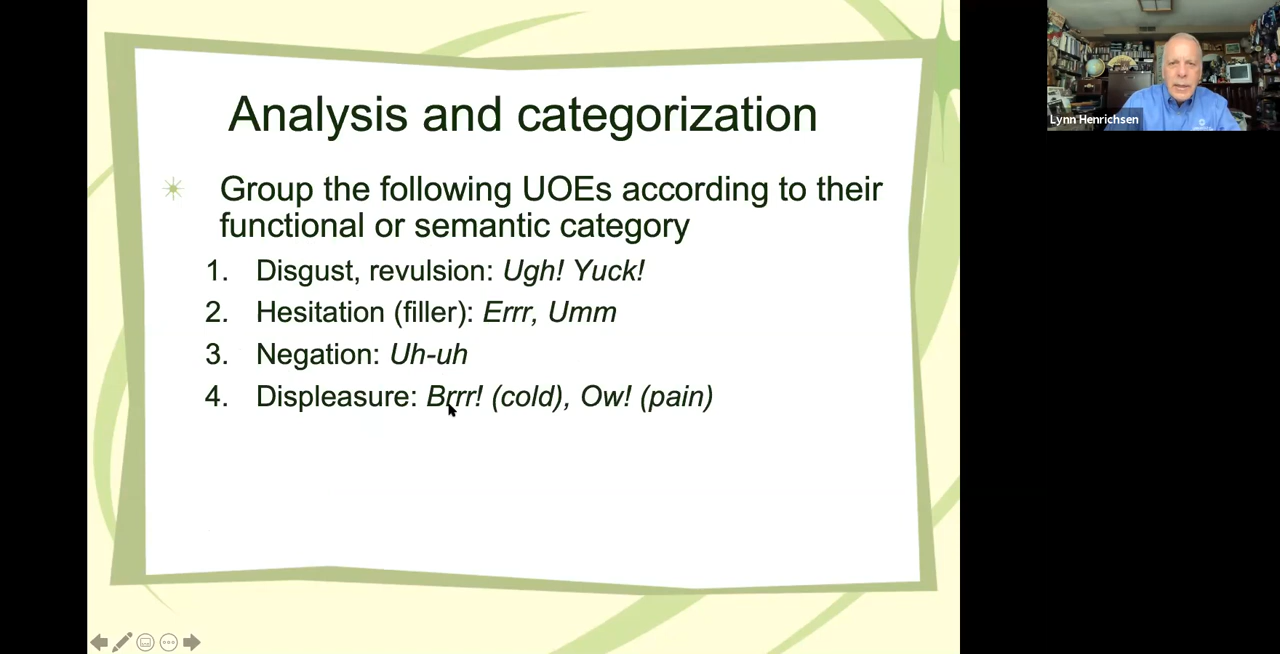 Analysis and categorization
Group the following UOEs according to their
functional or semantic category
1. Disgust, revulsion: Ugh! Yuck!
2. Hesitation (filler): Errr, Umm
3. Negation: Uh-uh
4. Displeasure: Brrr! (cold), Ow! (pain)
Lynn Henrichsen